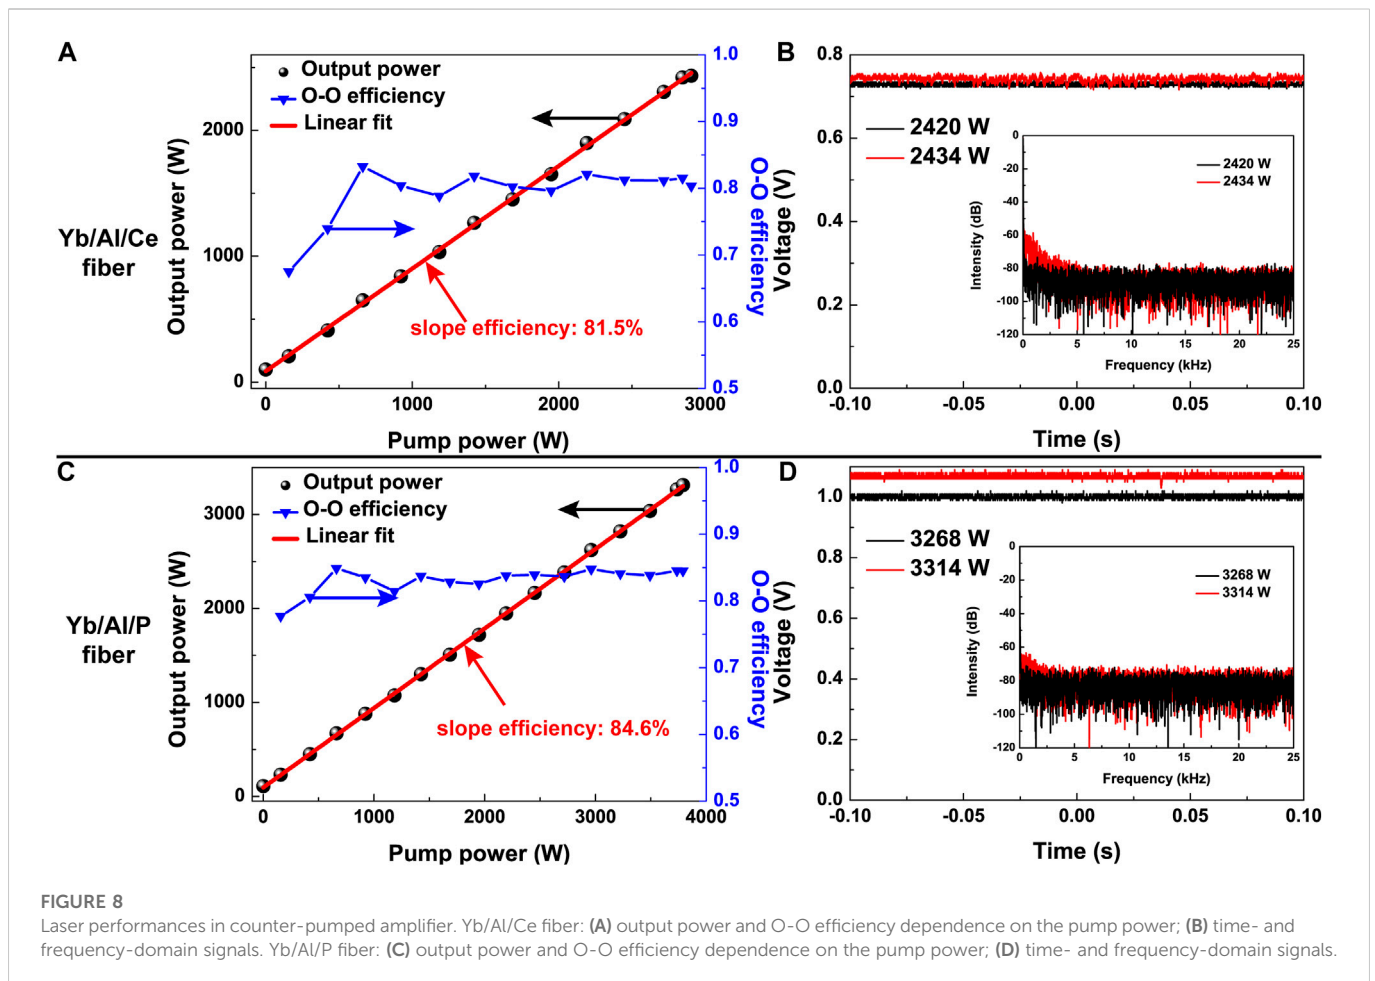 A
Output power
O-O efficiency
Linear fit
2000
1000
0
Output power (W)
Yb/Al/Ce
fiber
slope efficiency: 81.5%
1.0
0.9
0.8
0.7
0.6
0.5
O-O efficiency
0
1000
2000
3000
Pump power (W)
B
0.8
0.6
0.4
0.2
0.0
Voltage (V)
2420 W
2434 W
0
-20
-40
-60
-80
-100
-120
Intensity (dB)
2420 W
2434 W
0
5
10
15
20
25
Frequency (kHz)
-0.10
-0.05
0.00
0.05
0.10
Time (s)
C
Output power
O-O efficiency
Linear fit
3000
2000
1000
0
Output power (W)
Yb/Al/P
fiber
slope efficiency: 84.6%
1.0
0.9
0.8
0.7
0.6
0.5
O-O efficiency
0
1000
2000
3000
4000
Pump power (W)
D
1.0
0.8
0.6
0.4
0.2
0.0
Voltage (V)
3268 W
3314 W
0
-20
-40
-60
-80
-100
-120
Intensity (dB)
3268 W
3314 W
0
5
10
15
20
25
Frequency (kHz)
-0.10
-0.05
0.00
0.05
0.10
Time (s)
FIGURE 8
Laser performances in counter-pumped amplifier. Yb/Al/Ce fiber: (A) output power and O-O efficiency dependence on the pump power; (B) time- and
frequency-domain signals. Yb/Al/P fiber: (C) output power and O-O efficiency dependence on the pump power; (D) time- and frequency-domain signals.